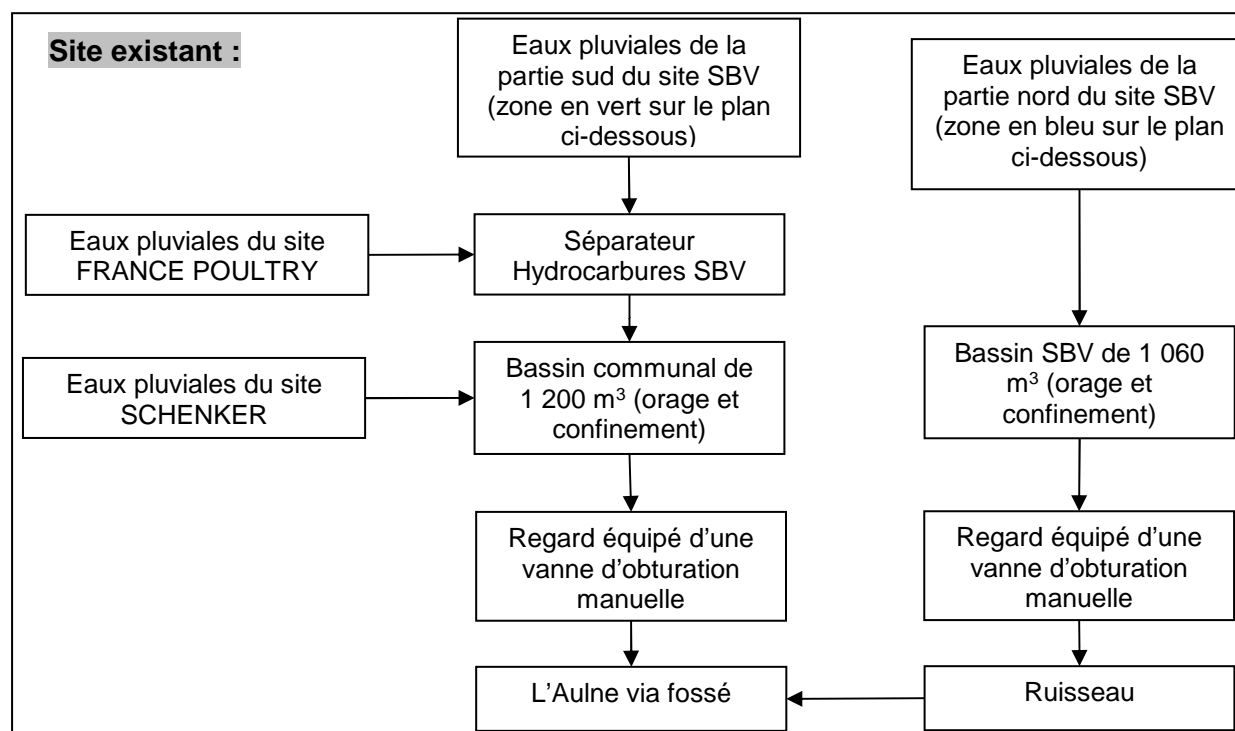 Site existant :
Eaux pluviales de la
partie sud du site SBV
(zone en vert sur le plan
ci-dessous)
Eaux pluviales de la
partie nord du site SBV
(zone en bleu sur le plan
ci-dessous)
Eaux pluviales du site
FRANCE POULTRY
Séparateur
Hydrocarbures SBV
Eaux pluviales du site
SCHENKER
Bassin communal de
1 200 m³ (orage et
confinement)
Bassin SBV de 1 060
m³ (orage et
confinement)
Regard équipé d’une
vanne d’obturation
manuelle
Regard équipé d’une
vanne d’obturation
manuelle
L’Aulne via fossé
Ruisseau